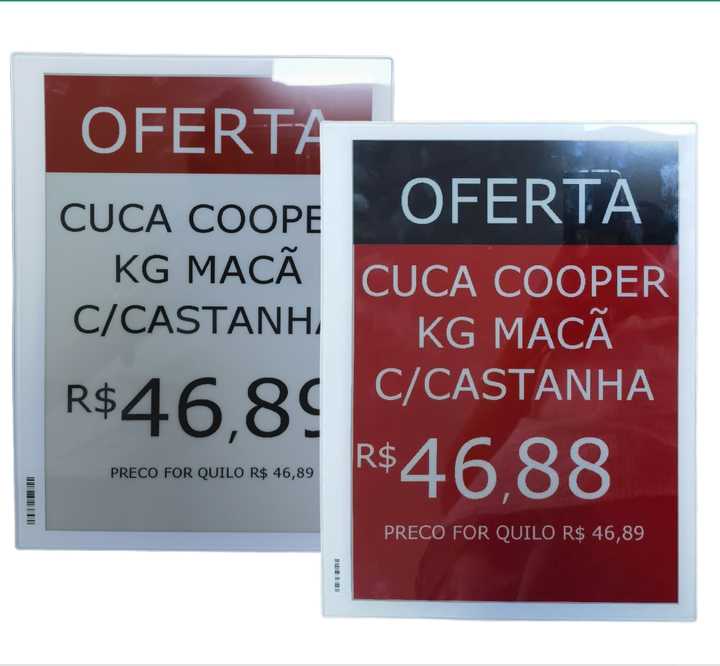 OFERTA
CUCA COOPE
KG MACÃ
C/CASTANHA
R$46,89
PRECO FOR QUILO R$ 46,89
OFERTA
CUCA COOPER
KG MACÃ
C/CASTANHA
R$46,88
PRECO FOR QUILO R$ 46,89